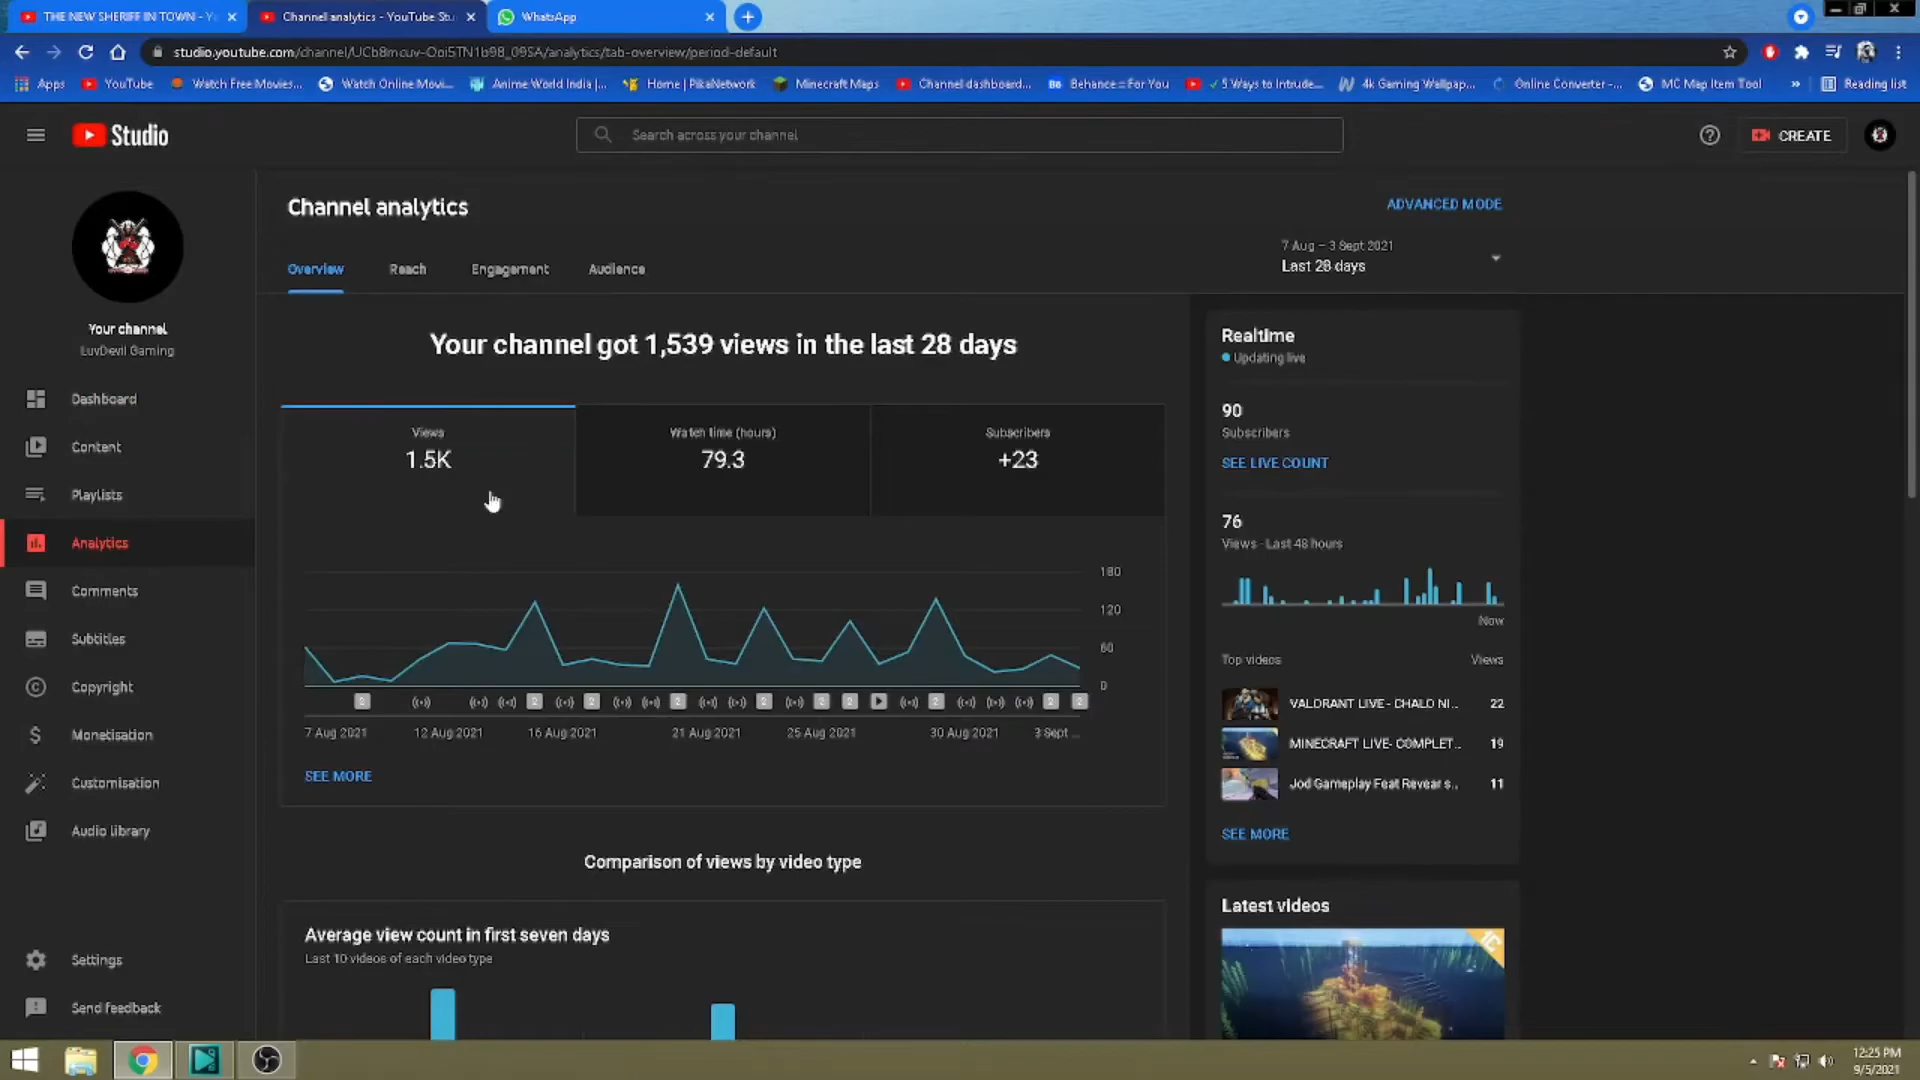 THE NEW SHERIFF IN TOWN - Y
Channel analytics - YouTube Stu
WhatsApp
studio.youtube.com/channel/UCb8mcuv-Ooi5TN1b98_09SA/analytics/tab-overview/period-default
Apps
YouTube
Watch Free Movies...
Watch Online Movi...
Anime World India |...
Home | PikaNetwork
Minecraft Maps
Channel dashboard...
Behance :: For You
✓ 5 Ways to Intrude...
4k Gaming Wallpap...
Online Converter -...
MC Map Item Tool
»
Reading list
Studio
Search across your channel
CREATE
Channel analytics
ADVANCED MODE
7 Aug – 3 Sept 2021
Last 28 days
Overview
Reach
Engagement
Audience
Your channel
LuvDevil Gaming
Dashboard
Content
Playlists
Analytics
Comments
Subtitles
Copyright
Monetisation
Customisation
Audio library
Settings
Send feedback
Your channel got 1,539 views in the last 28 days
Views
1.5K
Watch time (hours)
79.3
Subscribers
+23
180
120
60
0
2 2 2 2 2 2 2 2 2 2
7 Aug 2021
12 Aug 2021
16 Aug 2021
21 Aug 2021
25 Aug 2021
30 Aug 2021
3 Sept ...
SEE MORE
Comparison of views by video type
Average view count in first seven days
Last 10 videos of each video type
Realtime
Updating live
90
Subscribers
SEE LIVE COUNT
76
Views · Last 48 hours
Now
Top videos
Views
VALORANT LIVE - CHALO NI...
22
MINECRAFT LIVE- COMPLET...
19
Jod Gameplay Feat Revear s...
11
SEE MORE
Latest videos
12:25 PM
9/5/2021